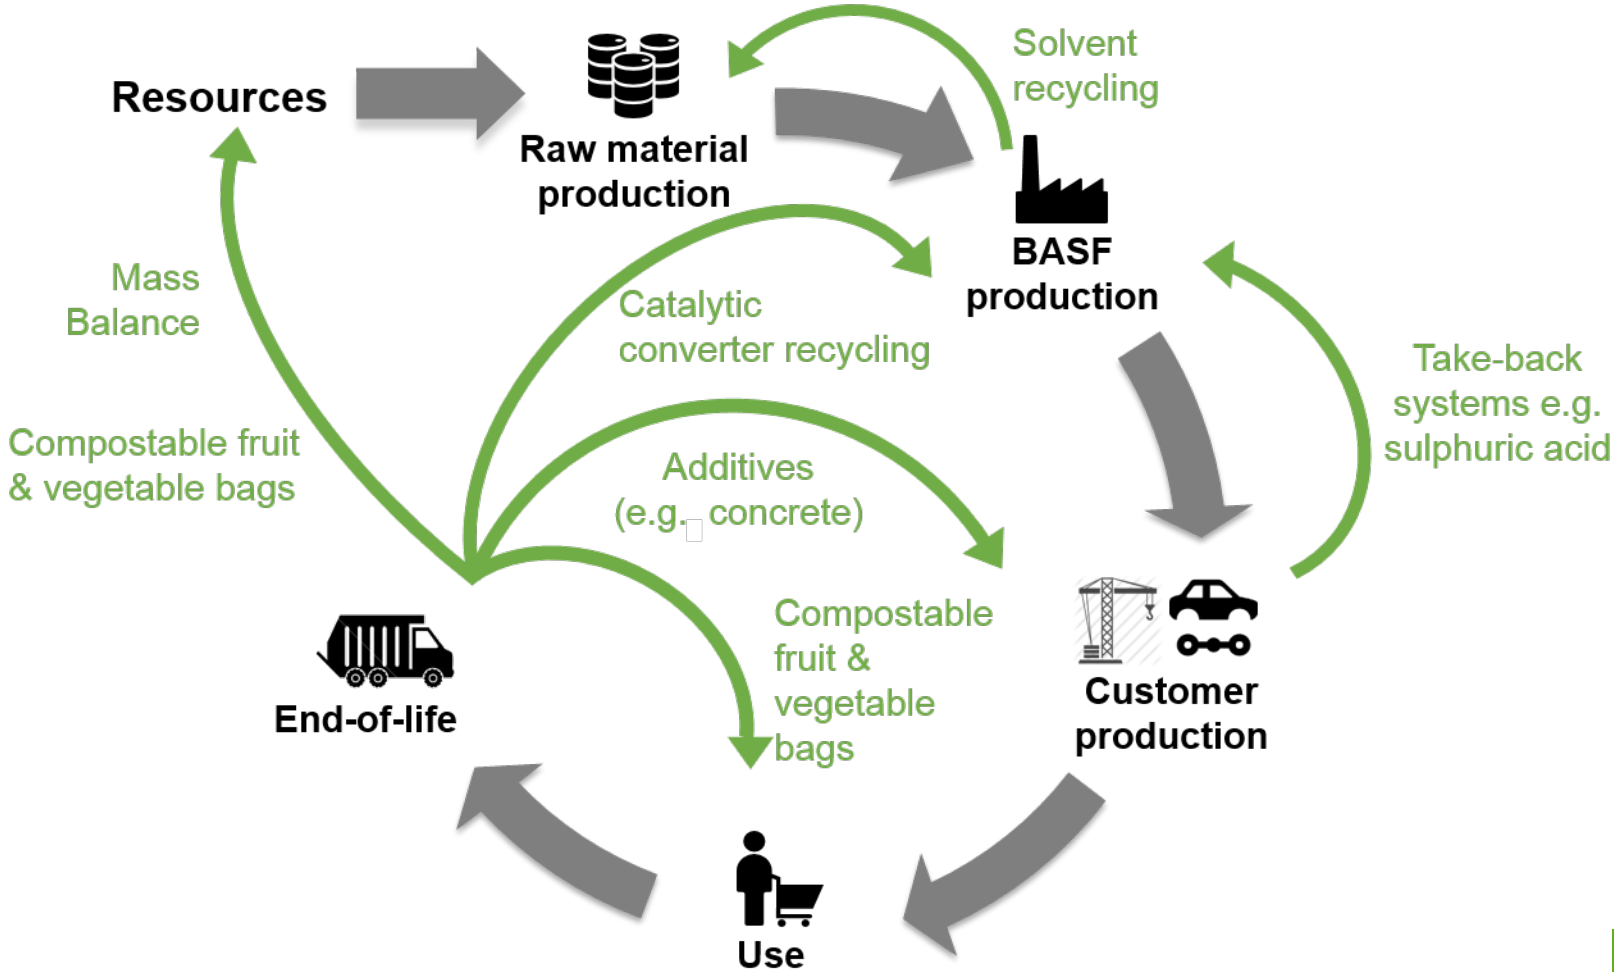 Solvent
recycling
Resources
Raw material
production
BASF
production
Mass
Balance
Catalytic
converter recycling
Take-back
systems e.g.
sulphuric acid
Compostable fruit
& vegetable bags
Additives
(e.g. concrete)
Compostable
fruit &
vegetable
bags
Customer
production
End-of-life
Use